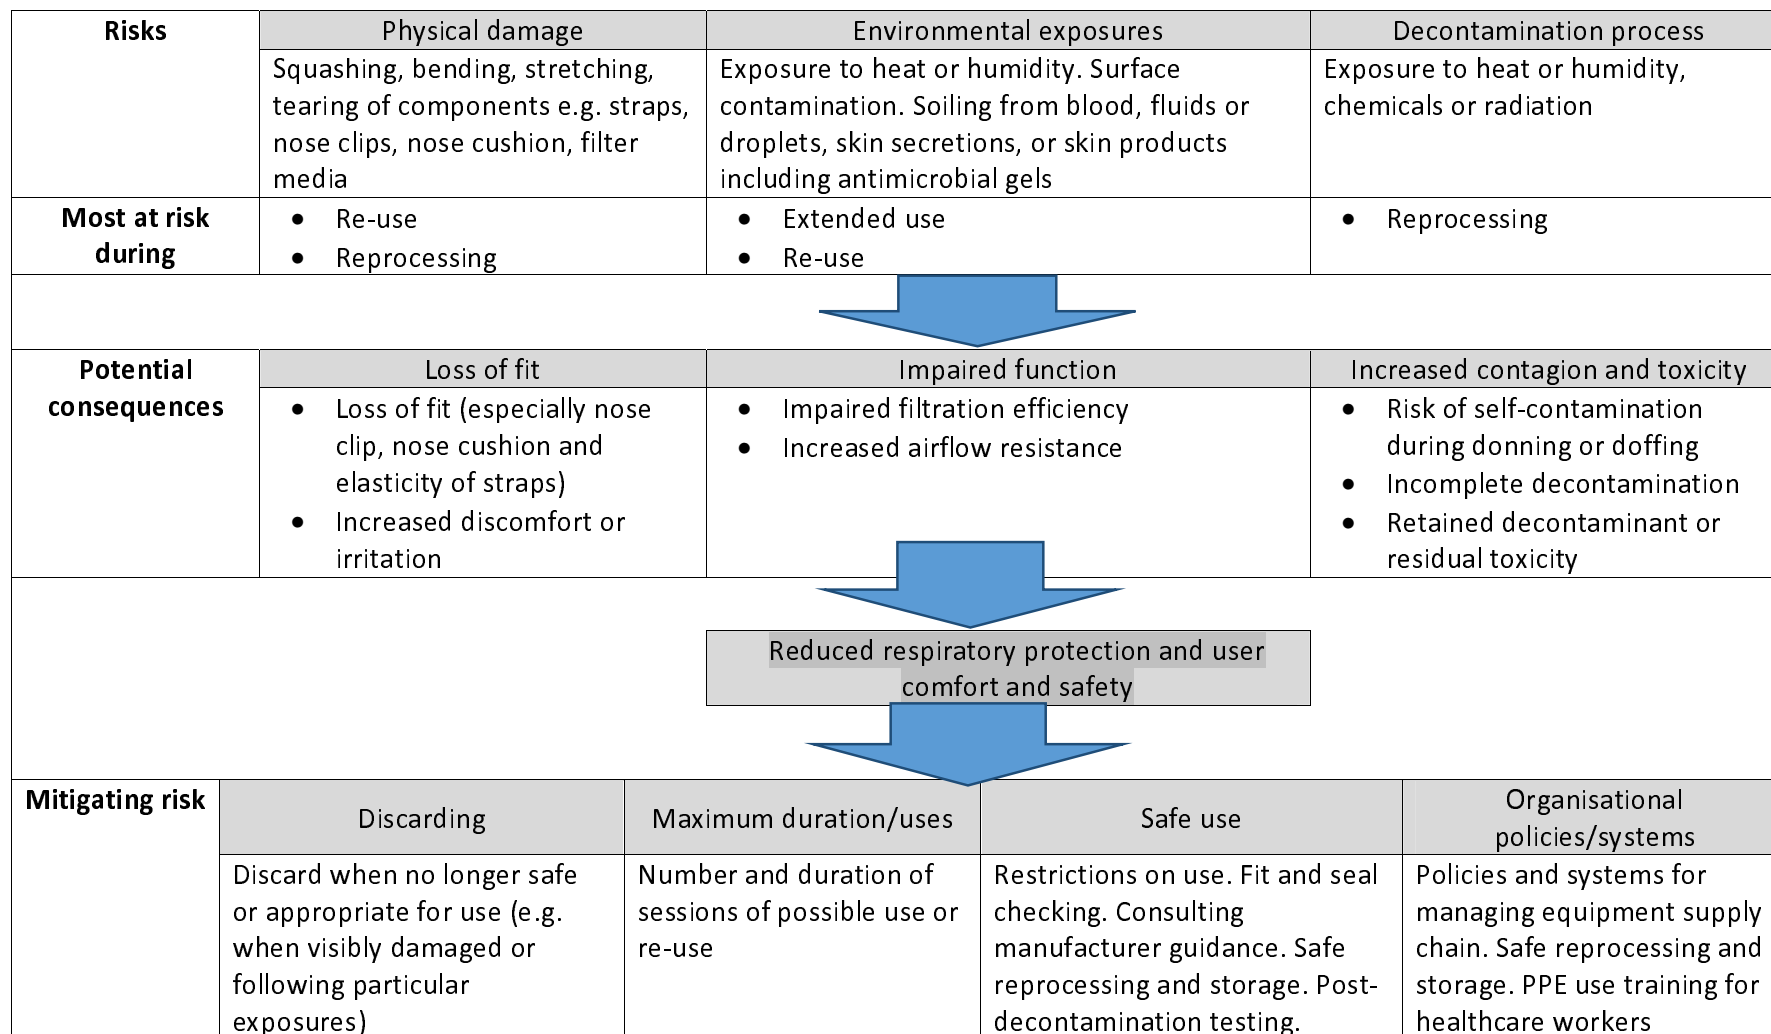 Risks
Physical damage
Environmental exposures
Decontamination process
Squashing, bending, stretching,
tearing of components e.g. straps,
nose clips, nose cushion, filter
media
Exposure to heat or humidity. Surface
contamination. Soiling from blood, fluids or
droplets, skin secretions, or skin products
including antimicrobial gels
Exposure to heat or humidity,
chemicals or radiation
Most at risk
during
• Re-use
• Reprocessing
• Extended use
• Re-use
• Reprocessing
Potential
consequences
Loss of fit
Impaired function
Increased contagion and toxicity
• Loss of fit (especially nose
clip, nose cushion and
elasticity of straps)
• Increased discomfort or
irritation
• Impaired filtration efficiency
• Increased airflow resistance
• Risk of self-contamination
during donning or doffing
• Incomplete decontamination
• Retained decontaminant or
residual toxicity
Reduced respiratory protection and user
comfort and safety
Mitigating risk
Discarding
Maximum duration/uses
Safe use
Organisational
policies/systems
Discard when no longer safe
or appropriate for use (e.g.
when visibly damaged or
following particular
exposures)
Number and duration of
sessions of possible use or
re-use
Restrictions on use. Fit and seal
checking. Consulting
manufacturer guidance. Safe
reprocessing and storage. Post-
decontamination testing.
Policies and systems for
managing equipment supply
chain. Safe reprocessing and
storage. PPE use training for
healthcare workers